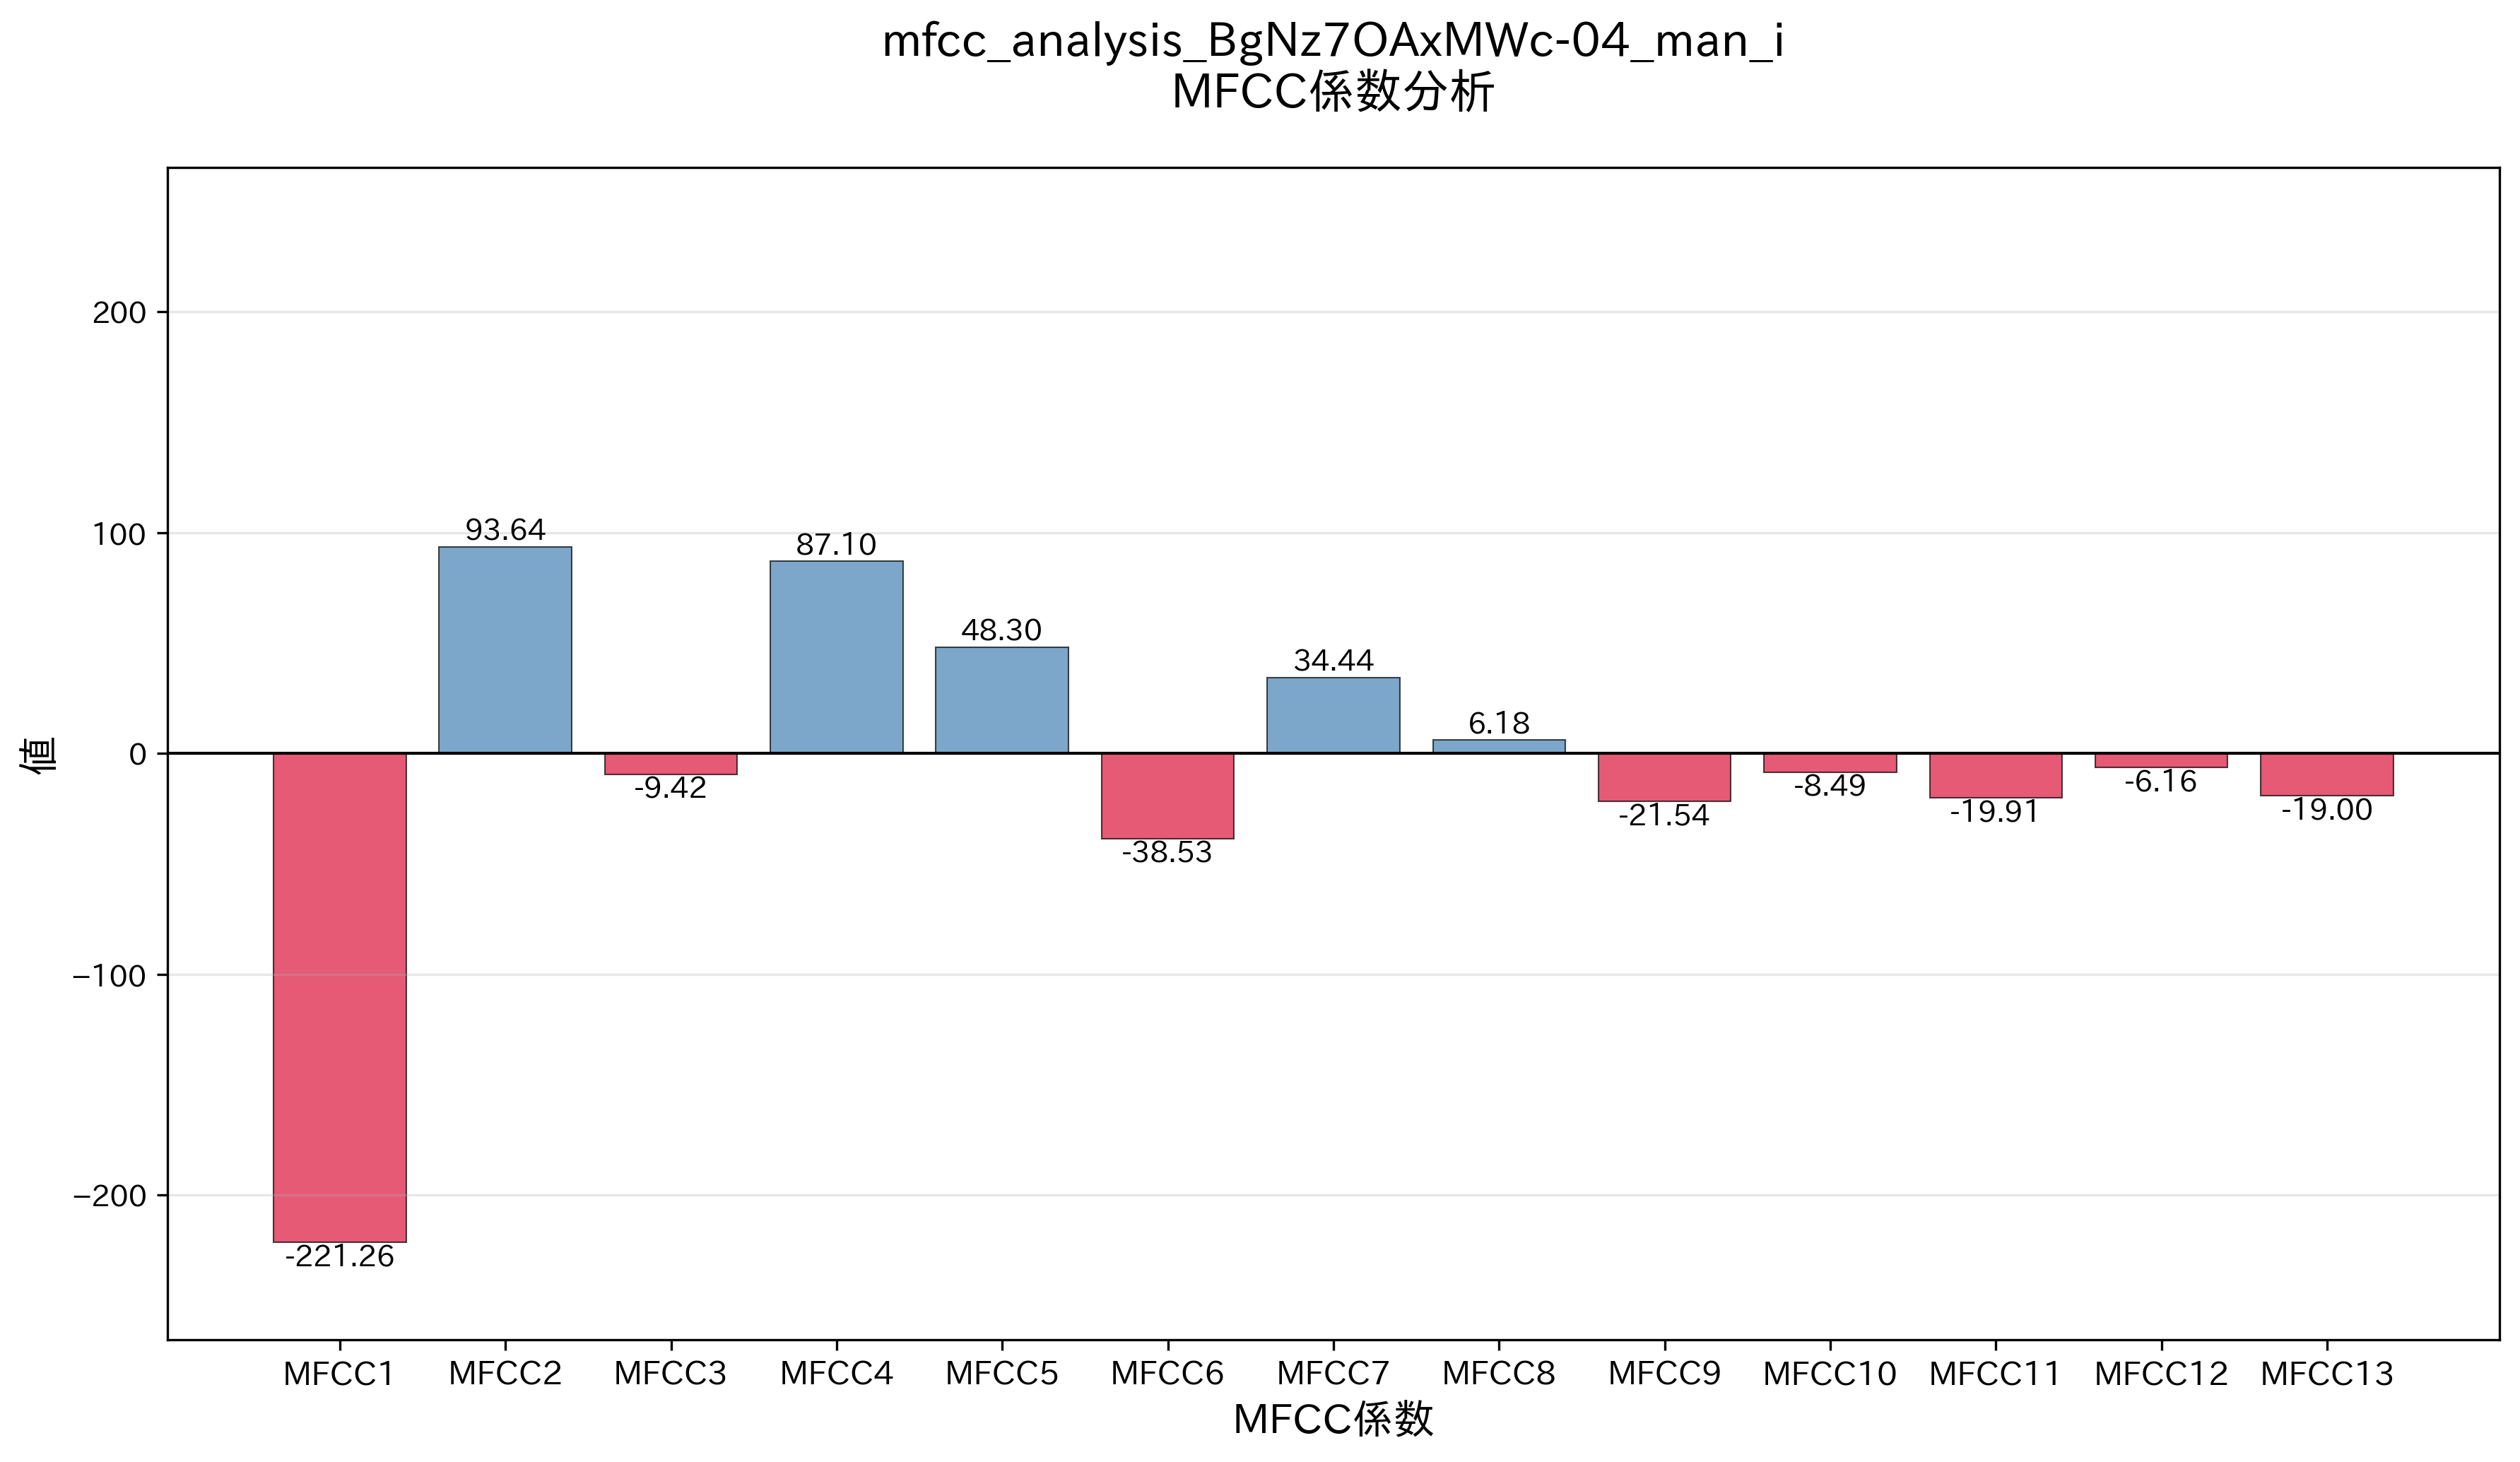 mfcc_analysis_BgNz7OAxMWc-04_man_i
MFCC係数分析
値
200
100
0
−100
−200
-221.26
93.64
-9.42
87.10
48.30
-38.53
34.44
6.18
-21.54
-8.49
-19.91
-6.16
-19.00
MFCC1
MFCC2
MFCC3
MFCC4
MFCC5
MFCC6
MFCC7
MFCC8
MFCC9
MFCC10
MFCC11
MFCC12
MFCC13
MFCC係数